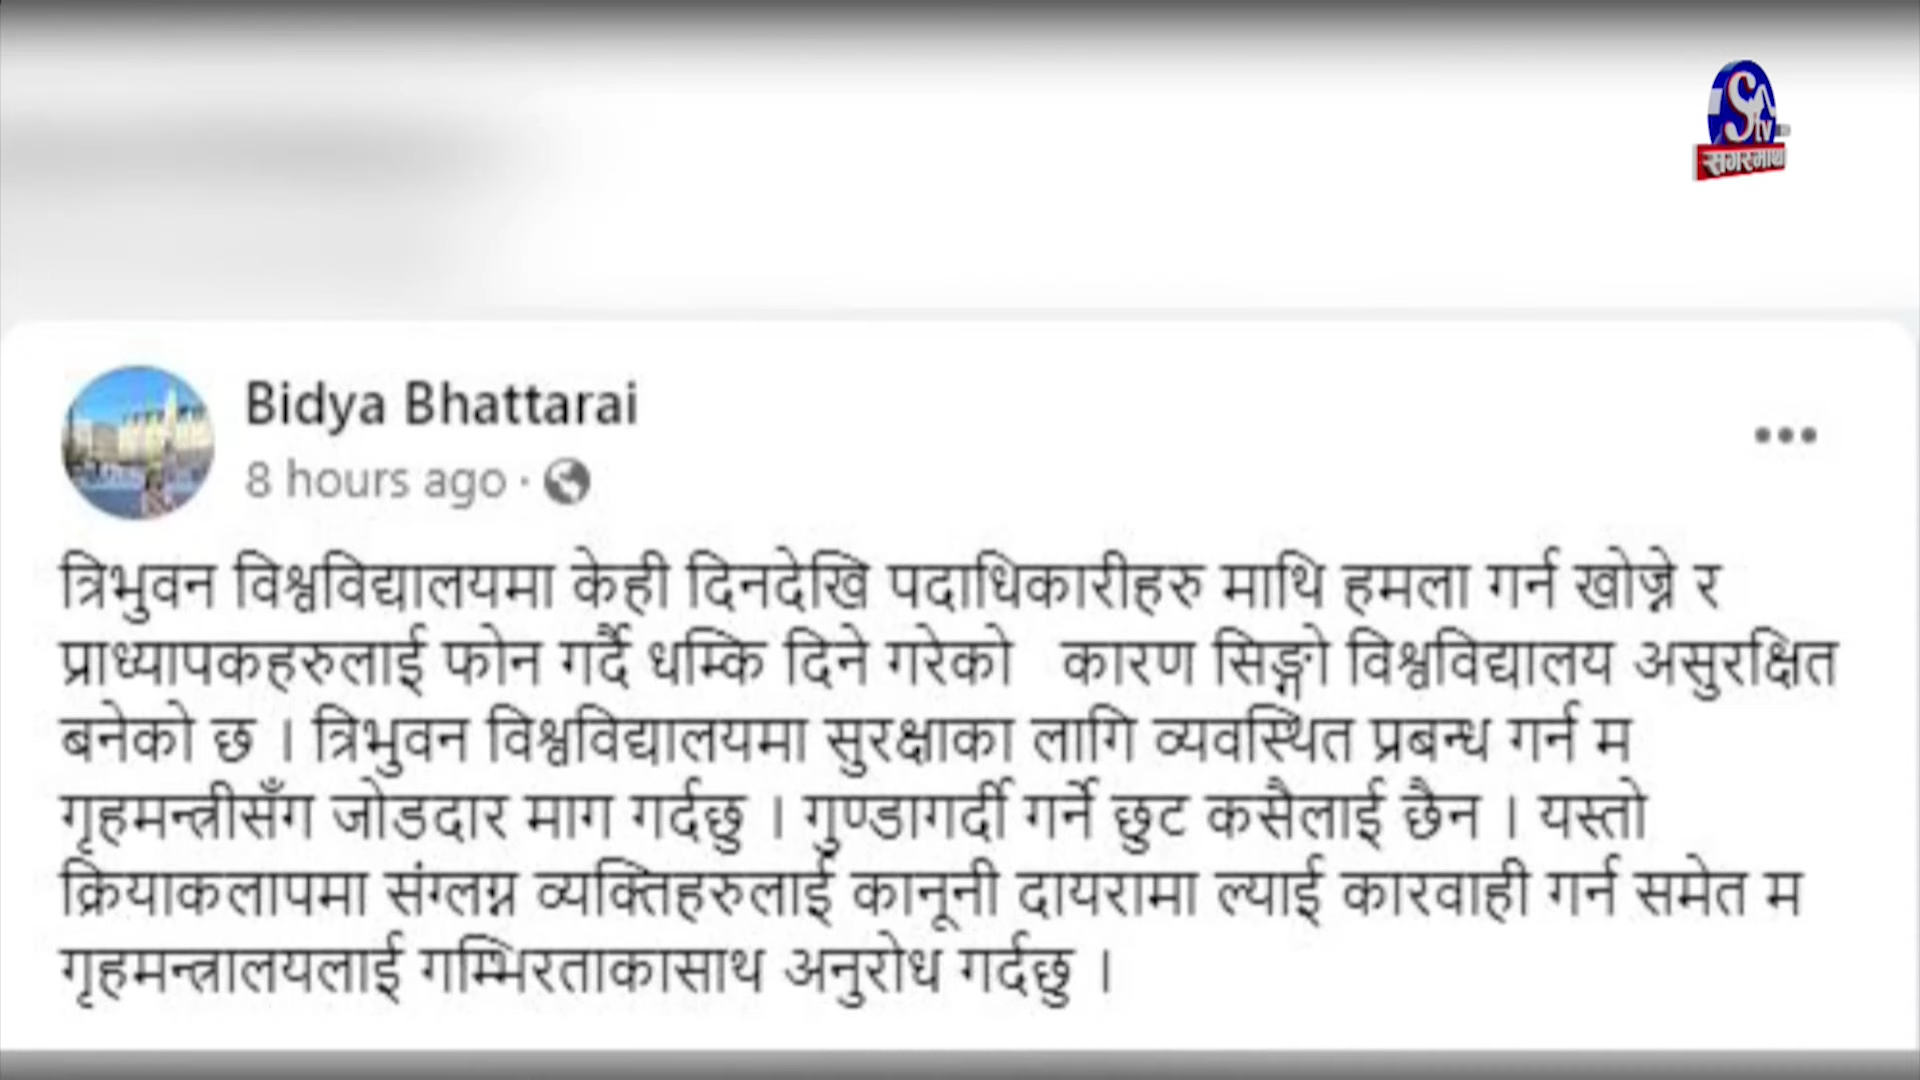 S
tv
सगरमाथा
Bidya Bhattarai
8 hours ago ·
त्रिभुवन विश्वविद्यालयमा केही दिनदेखि पदाधिकारीहरु माथि हमला गर्न खोज्ने र
प्राध्यापकहरुलाई फोन गर्दै धम्कि दिने गरेको कारण सिङ्गो विश्वविद्यालय असुरक्षित
बनेको छ । त्रिभुवन विश्वविद्यालयमा सुरक्षाका लागि व्यवस्थित प्रबन्ध गर्न म
गृहमन्त्रीसँग जोडदार माग गर्दछु । गुण्डागर्दी गर्ने छुट कसैलाई छैन । यस्तो
क्रियाकलापमा संग्लग्न व्यक्तिहरुलाई कानूनी दायरामा ल्याई कारवाही गर्न समेत म
गृहमन्त्रालयलाई गम्भिरताकासाथ अनुरोध गर्दछु ।